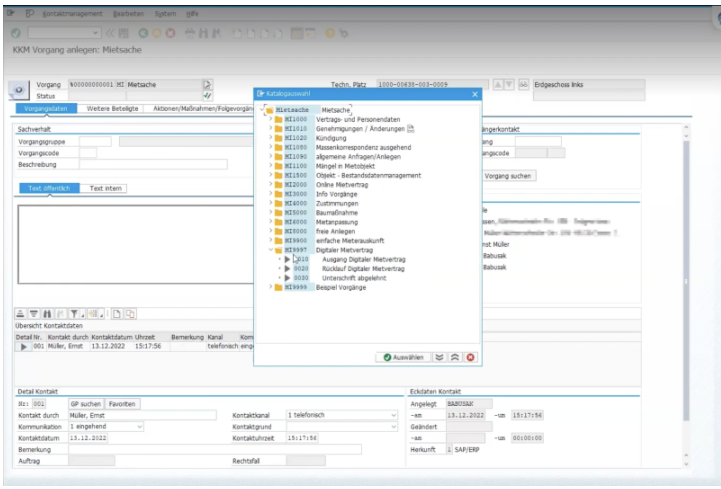 Kontaktmanagement Bearbeiten System Hilfe
KKM Vorgang anlegen: Mietsache
Vorgang %00000000001 MI Mietsache
Techn. Platz 1000-00638-003-0009 Erdgeschoss links
Status
Vorgangsdaten Weitere Beteiligte Aktionen/Maßnahmen/Folgevorgän
Sachverhalt
Vorgangsgruppe
Vorgangscode
Beschreibung
Text öffentlich Text intern
Katalogauswahl
Mietsache Mietsache
MI1000 Vertrags- und Personendaten
MI1010 Genehmigungen / Änderungen
MI1020 Kündigung
MI1080 Massenkorrespondenz ausgehend
MI1090 allgemeine Anfragen/Anlegen
MI1100 Mängel in Mietobjekt
MI1500 Objekt - Bestandsdatenmanagement
MI2000 Online Mietvertrag
MI3000 Info Vorgänge
MI4000 Zustimmungen
MI5000 Baumaßnahme
MI6000 Mietanpassung
MI8000 freie Anlegen
MI9900 einfache Mieterauskunft
MI9997 Digitaler Mietvertrag
0010 Ausgang Digitaler Mietvertrag
0020 Rücklauf Digitaler Mietvertrag
0030 Unterschrift abgelehnt
MI9999 Beispiel Vorgänge
Auswählen
ngerkontakt
ang
angscode
Vorgang suchen
nst Müller
Babusak
Babusak
Übersicht Kontaktdaten
Detail Nr. Kontakt durch Kontaktdatum Uhrzeit Bemerkung Kanal Kom
001 Müller, Ernst 13.12.2022 15:17:56 telefonisch eing
Detail Kontakt
Nr: 001 GP suchen Favoriten
Kontakt durch Müller, Ernst
Kontaktkanal 1 telefonisch
Kommunikation 1 eingehend
Kontaktgrund
Kontaktdatum 13.12.2022
Kontaktuhrzeit 15:17:56
Bemerkung
Auftrag
Rechtsfall
Eckdaten Kontakt
Angelegt BABUSAK
-am 13.12.2022 -um 15:17:56
Geändert
-am -um 00:00:00
Herkunft 1 SAP/ERP